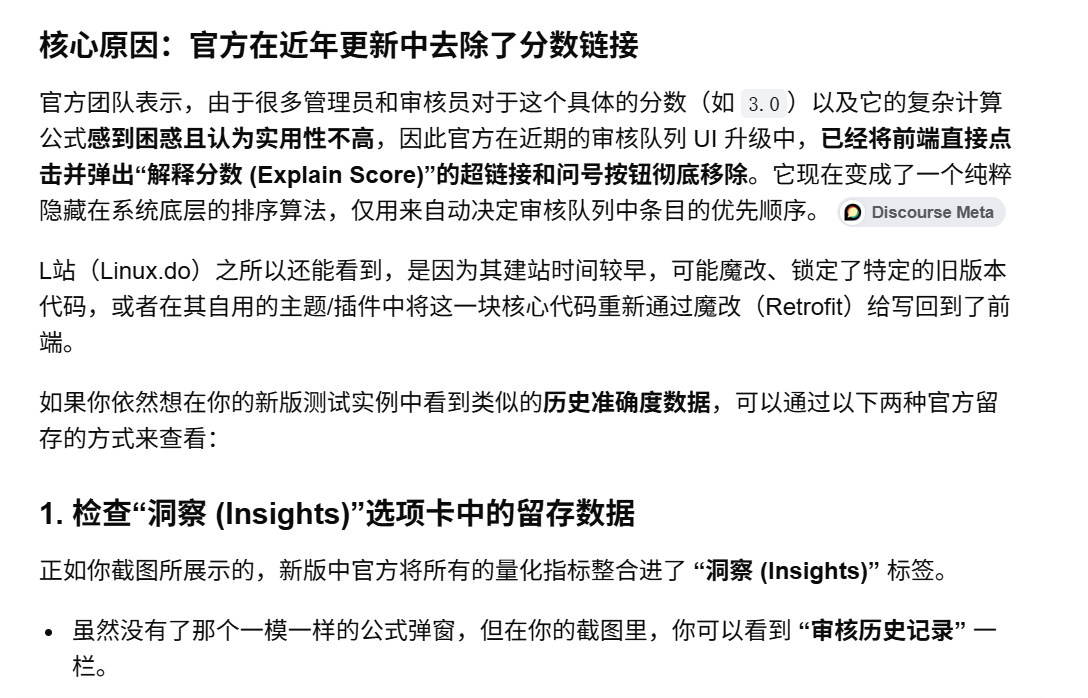 核心原因：官方在近年更新中去除了分数链接
官方团队表示，由于很多管理员和审核员对于这个具体的分数（如 3.0 ）以及它的复杂计算
公式感到困惑且认为实用性不高，因此官方在近期的审核队列 UI 升级中，已经将前端直接点
击并弹出“解释分数 (Explain Score)”的超链接和问号按钮彻底移除。它现在变成了一个纯粹
隐藏在系统底层的排序算法，仅用来自动决定审核队列中条目的优先顺序。 Discourse Meta
L站（Linux.do）之所以还能看到，是因为其建站时间较早，可能魔改、锁定了特定的旧版本
代码，或者在其自用的主题/插件中将这一块核心代码重新通过魔改（Retrofit）给写回到了前
端。
如果你依然想在你的新版测试实例中看到类似的历史准确度数据，可以通过以下两种官方留
存的方式来查看：
1. 检查“洞察 (Insights)”选项卡中的留存数据
正如你截图所展示的，新版中官方将所有的量化指标整合进了 “洞察 (Insights)” 标签。
• 虽然没有了那个一模一样的公式弹窗，但在你的截图里，你可以看到 “审核历史记录” 一
栏。